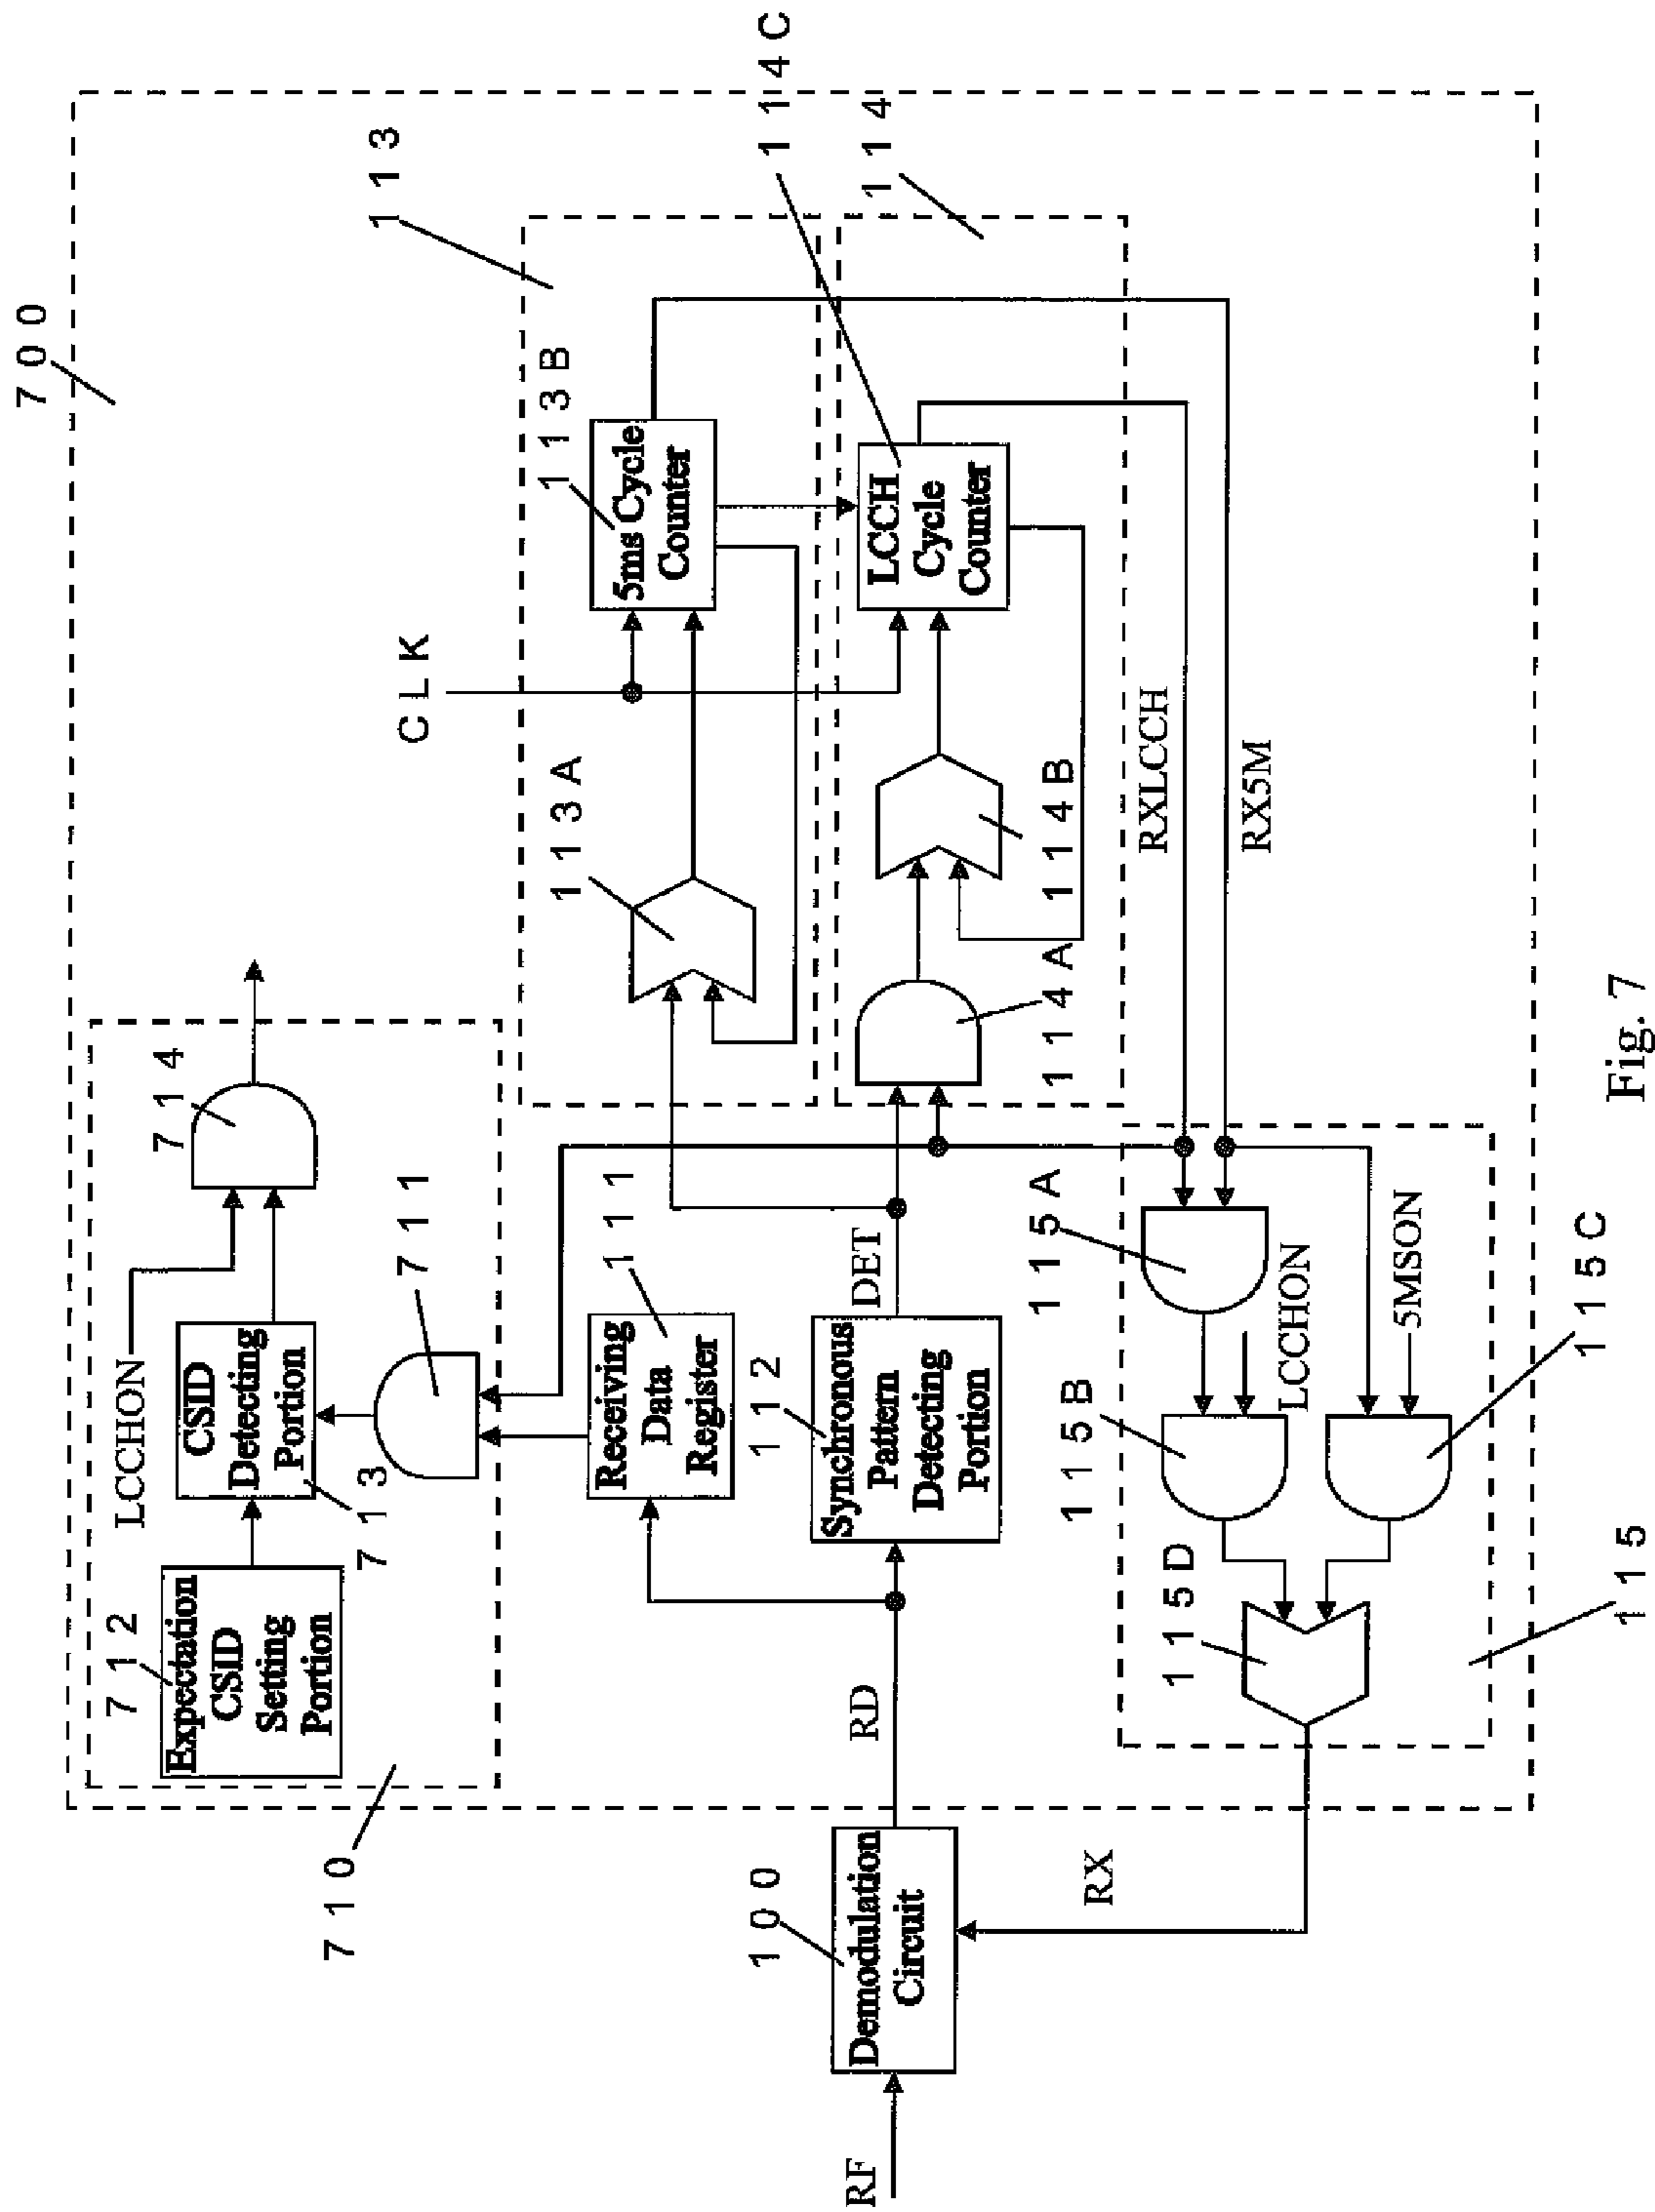 700
710
712
Expectation
CSID
Setting
Portion
LCCHON
CSID
Detecting
Portion
713
714
711
CLK
113
113A
113B
5ms Cycle
Counter
Receiving
Data
Register
111
112
Synchronous
Pattern
Detecting
Portion
DET
114A
114B
LCCH
Cycle
Counter
114C
114
RF
100
Demodulation
Circuit
RD
RX
RXLCCH
RX5M
115A
115B
LCCHON
5MSON
115C
115D
115
Fig. 7